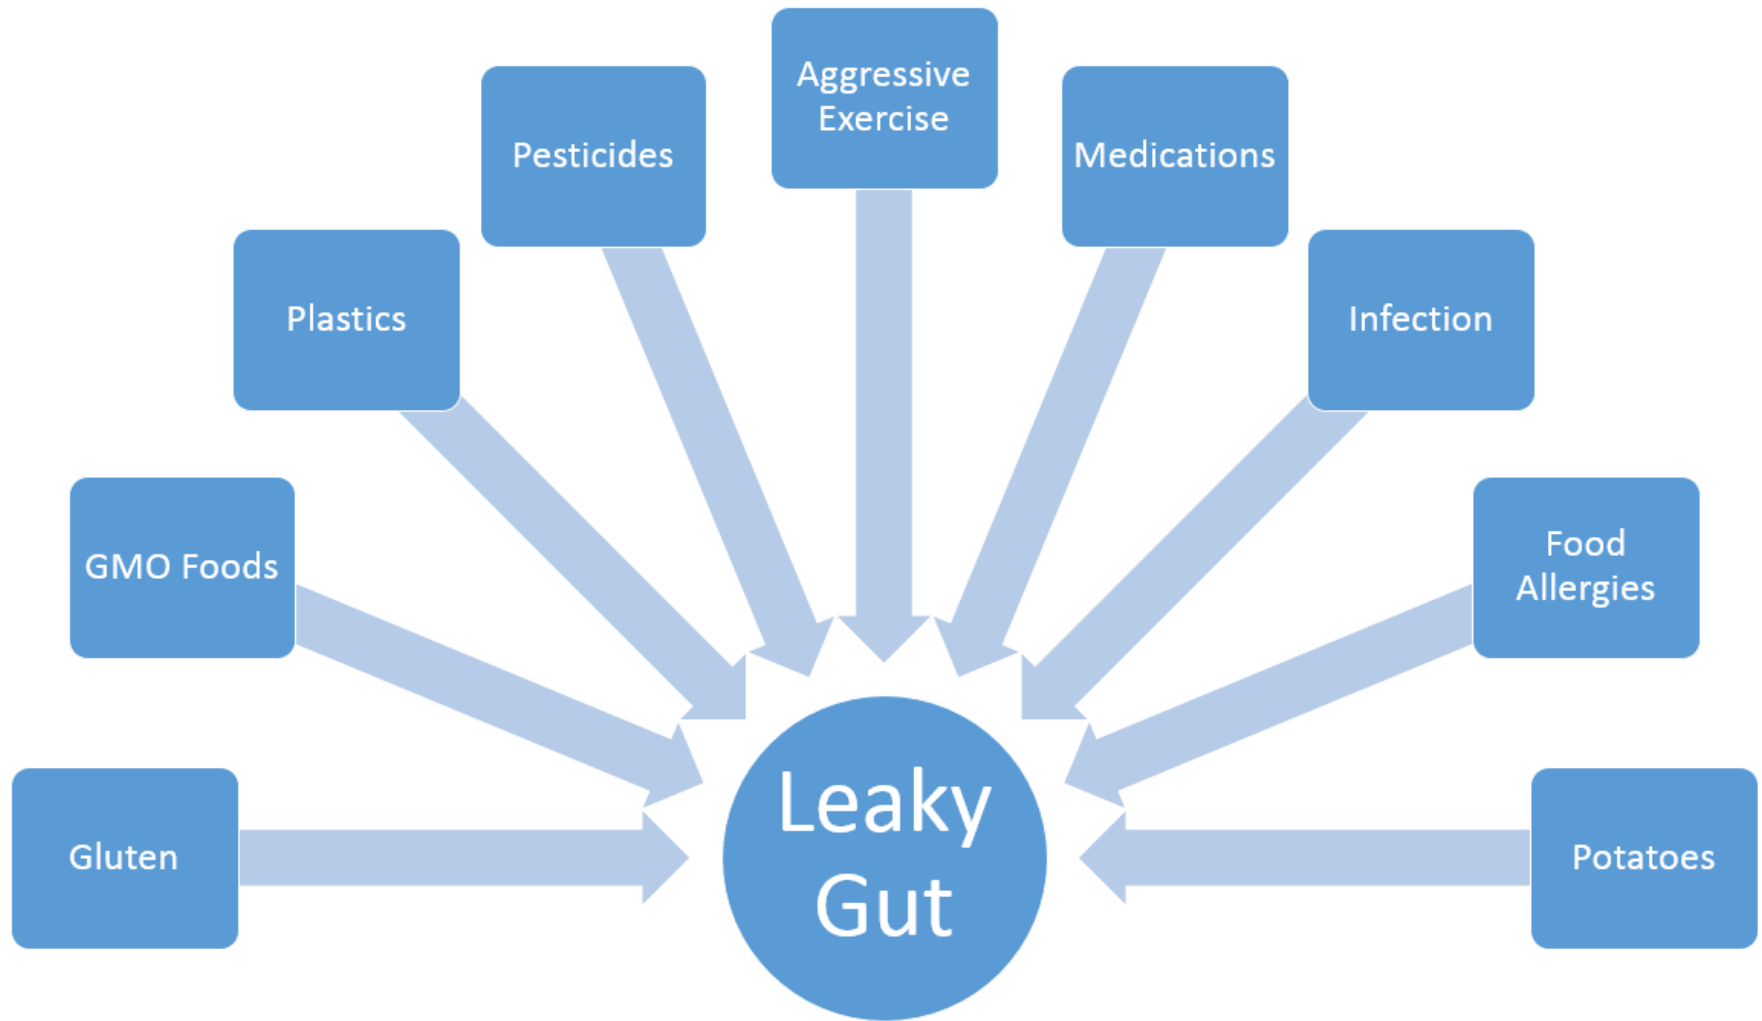 Aggressive
Exercise
Pesticides
Medications
Plastics
Infection
GMO Foods
Food
Allergies
Gluten
Leaky
Gut
Potatoes